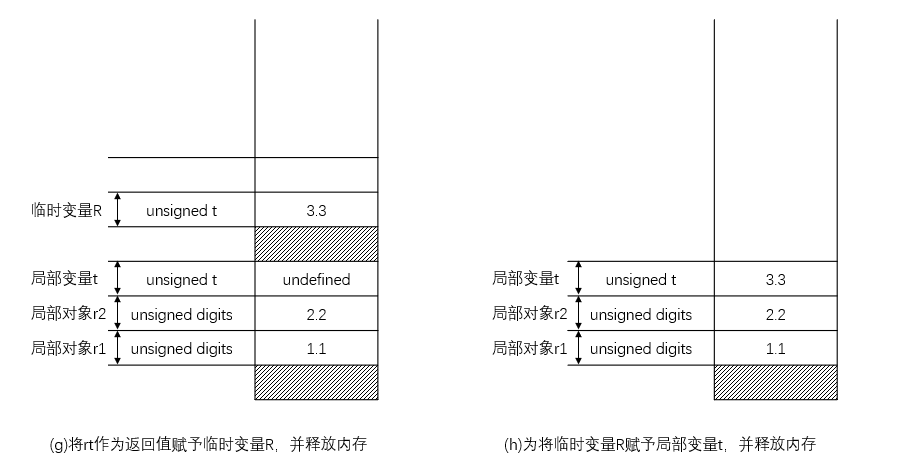 临时变量R unsigned t 3.3
局部变量t unsigned t undefined
局部对象r2 unsigned digits 2.2
局部对象r1 unsigned digits 1.1
(g)将rt作为返回值赋予临时变量R，并释放内存
局部变量t unsigned t 3.3
局部对象r2 unsigned digits 2.2
局部对象r1 unsigned digits 1.1
(h)为将临时变量R赋予局部变量t，并释放内存